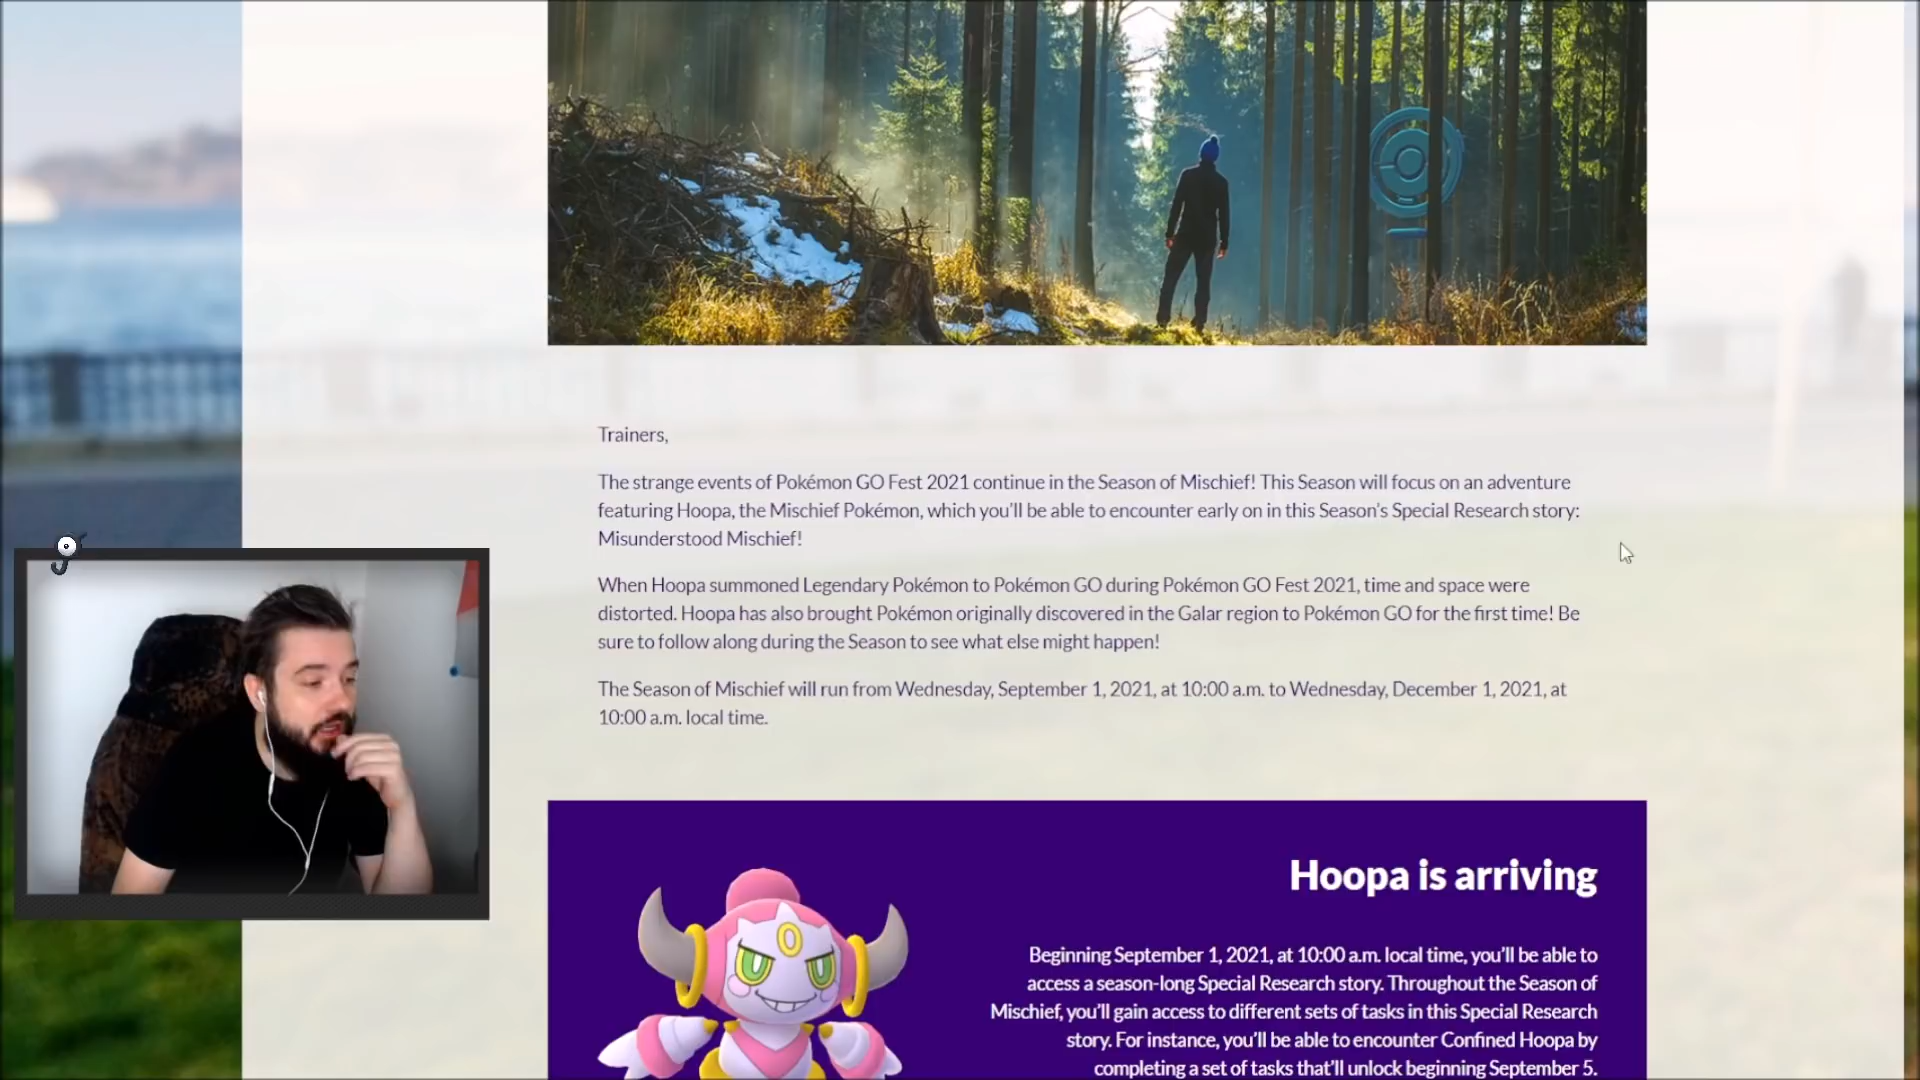 Trainers,
The strange events of Pokémon GO Fest 2021 continue in the Season of Mischief! This Season will focus on an adventure
featuring Hoopa, the Mischief Pokémon, which you'll be able to encounter early on in this Season's Special Research story:
Misunderstood Mischief!
When Hoopa summoned Legendary Pokémon to Pokémon GO during Pokémon GO Fest 2021, time and space were
distorted. Hoopa has also brought Pokémon originally discovered in the Galar region to Pokémon GO for the first time! Be
sure to follow along during the Season to see what else might happen!
The Season of Mischief will run from Wednesday, September 1, 2021, at 10:00 a.m. to Wednesday, December 1, 2021, at
10:00 a.m. local time.
Hoopa is arriving
Beginning September 1, 2021, at 10:00 a.m. local time, you'll be able to
access a season-long Special Research story. Throughout the Season of
Mischief, you'll gain access to different sets of tasks in this Special Research
story. For instance, you'll be able to encounter Confined Hoopa by
completing a set of tasks that'll unlock beginning September 5.